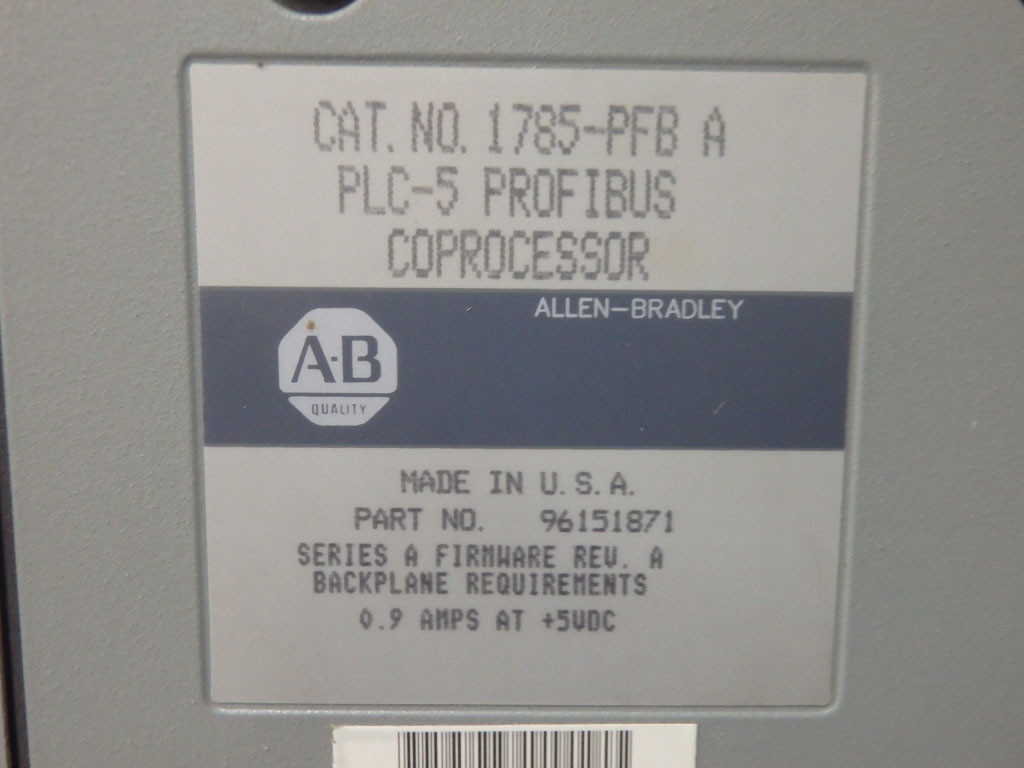 CAT. NO. 1785-PFB A
PLC-5 PROFIBUS
COPROCESSOR
ALLEN-BRADLEY
A-B
QUALITY
MADE IN U.S.A.
PART NO. 96151871
SERIES A FIRMWARE REV. A
BACKPLANE REQUIREMENTS
0.9 AMPS AT +5VDC